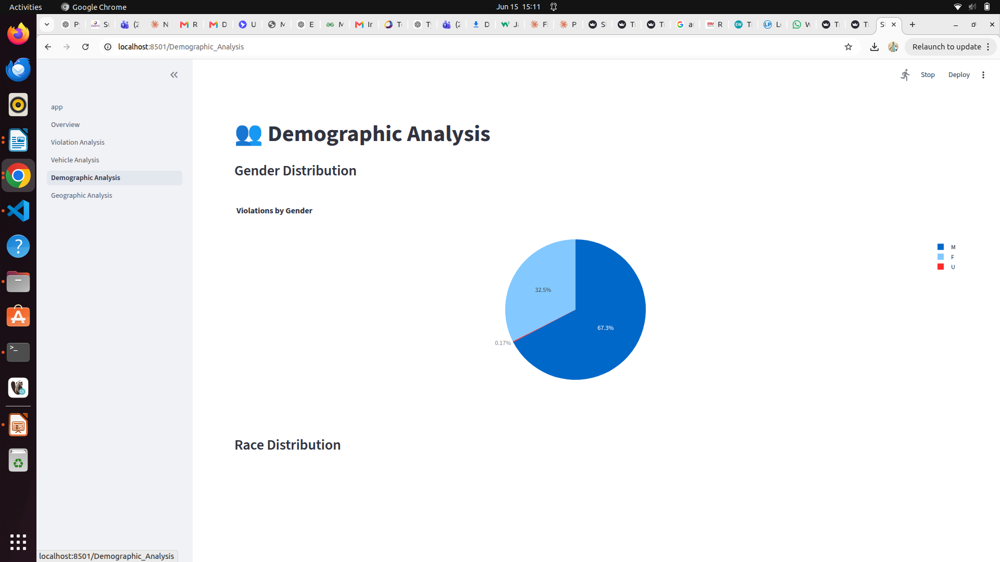 Activities
Google Chrome
Jun 15 15:11
localhost:8501/Demographic_Analysis
Relaunch to update
Stop
Deploy
app
Overview
Violation Analysis
Vehicle Analysis
Demographic Analysis
Geographic Analysis
Demographic Analysis
Gender Distribution
Violations by Gender
M
F
U
32.5%
67.3%
0.17%
Race Distribution
localhost:8501/Demographic_Analysis